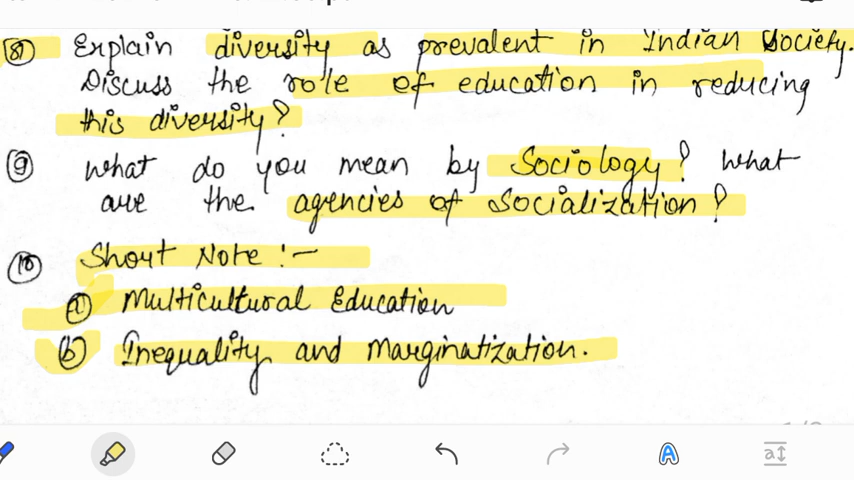 ⑧ Explain diversity as prevalent in Indian Society.
Discuss the role of education in reducing
this diversity?
⑨ What do you mean by Sociology? What
are the agencies of Socialization?
⑩ Short Note :-
ⓐ Multicultural Education
ⓑ Inequality and Marginatization.